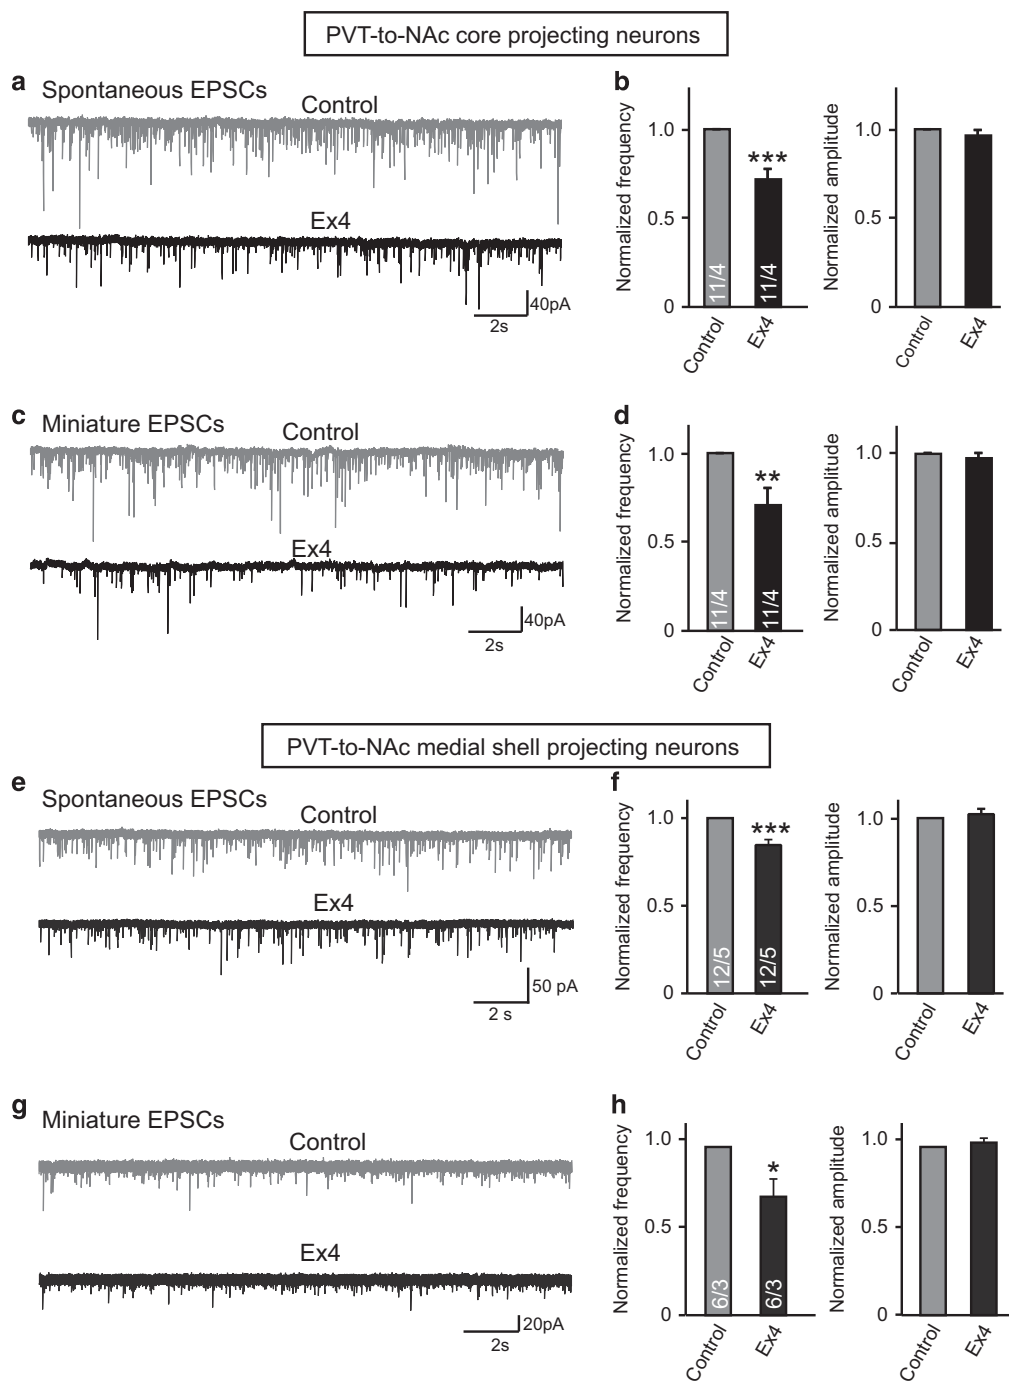 PVT-to-NAc core projecting neurons
a
Spontaneous EPSCs
Control
Ex4
40pA
2s
b
Normalized frequency
1.0
0.5
0
***
11/4
11/4
Control
Ex4
Normalized amplitude
1.0
0.5
0
Control
Ex4
c
Miniature EPSCs
Control
Ex4
40pA
2s
d
Normalized frequency
1.0
0.5
0
**
11/4
11/4
Control
Ex4
Normalized amplitude
1.0
0.5
0
Control
Ex4
PVT-to-NAc medial shell projecting neurons
e
Spontaneous EPSCs
Control
Ex4
50 pA
2 s
f
Normalized frequency
1.0
0.5
0
***
12/5
12/5
Control
Ex4
Normalized amplitude
1.0
0.5
0
Control
Ex4
g
Miniature EPSCs
Control
Ex4
20pA
2s
h
Normalized frequency
1.0
0.5
0
*
6/3
6/3
Control
Ex4
Normalized amplitude
1.0
0.5
0
Control
Ex4